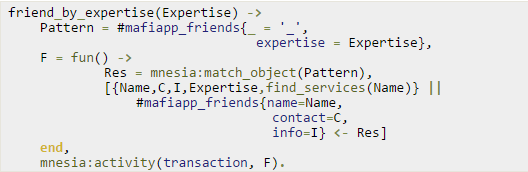 friend_by_expertise(Expertise) ->
    Pattern = #mafiapp_friends{_ = '_',
                               expertise = Expertise},
    F = fun() ->
            Res = mnesia:match_object(Pattern),
            [{Name,C,I,Expertise,find_services(Name)} ||
                #mafiapp_friends{name=Name,
                                 contact=C,
                                 info=I} <- Res]
    end,
    mnesia:activity(transaction, F).